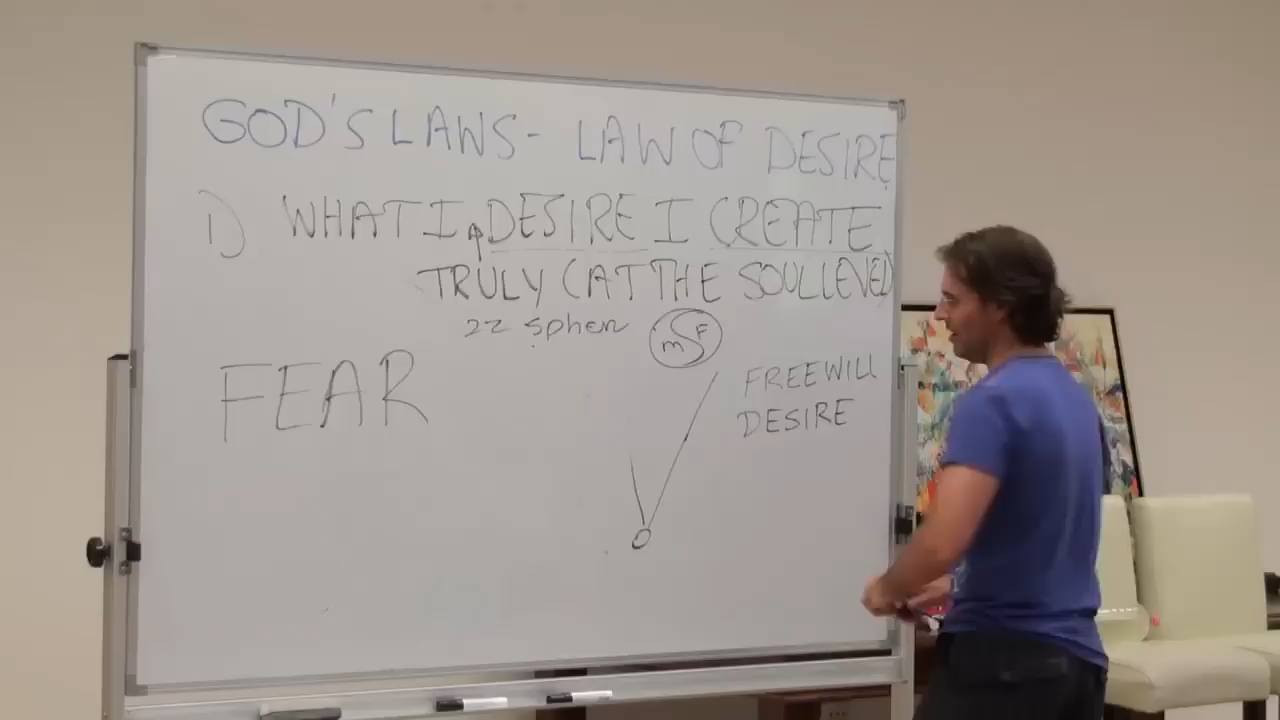 GOD'S LAWS - LAW OF DESIRE
1) WHAT I DESIRE I CREATE
TRULY (AT THE SOUL LEVEL)
22 Sphere
m F
FEAR
FREEWILL
DESIRE